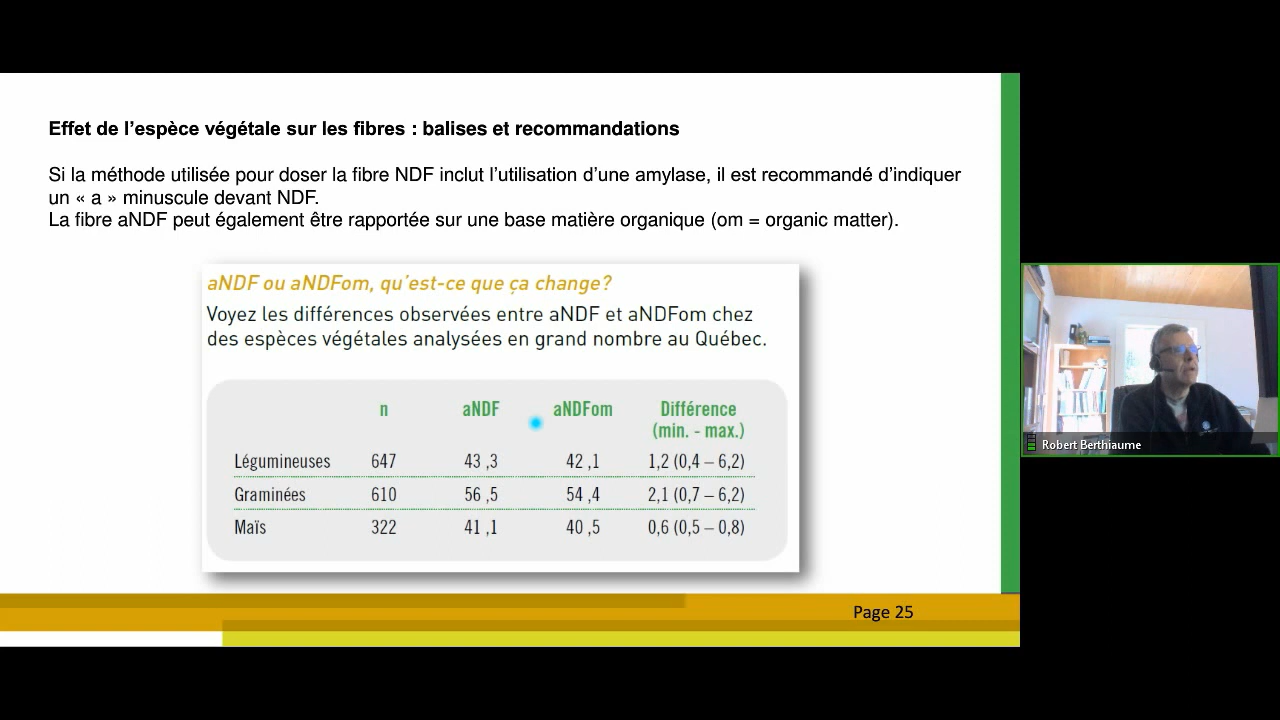 Effet de l’espèce végétale sur les fibres : balises et recommandations
Si la méthode utilisée pour doser la fibre NDF inclut l’utilisation d’une amylase, il est recommandé d’indiquer
un « a » minuscule devant NDF.
La fibre aNDF peut également être rapportée sur une base matière organique (om = organic matter).
aNDF ou aNDFom, qu’est-ce que ça change?
Voyez les différences observées entre aNDF et aNDFom chez
des espèces végétales analysées en grand nombre au Québec.
n aNDF aNDFom Différence
(min. - max.)
Légumineuses 647 43 ,3 42 ,1 1,2 (0,4 – 6,2)
Graminées 610 56 ,5 54 ,4 2,1 (0,7 – 6,2)
Maïs 322 41 ,1 40 ,5 0,6 (0,5 – 0,8)
Page 25
Robert Berthiaume